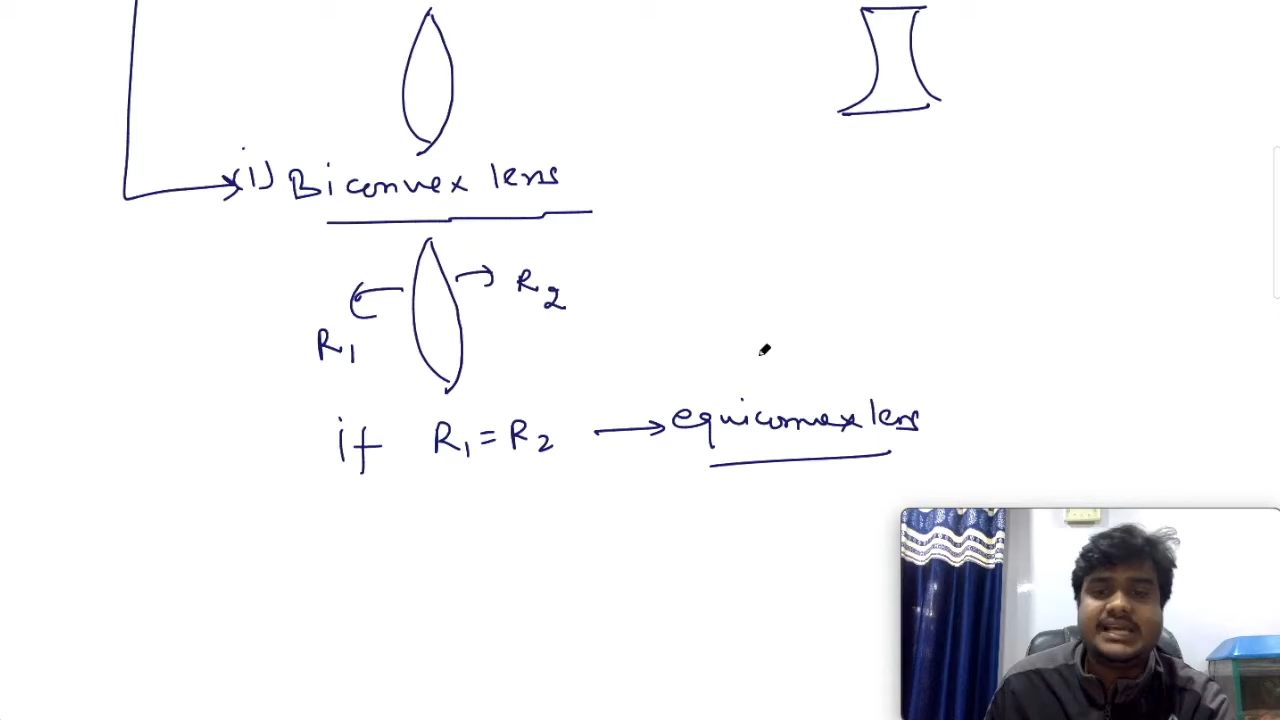 (i) Biconvex lens
R2
R1
if R1 = R2 → equiconvex lens